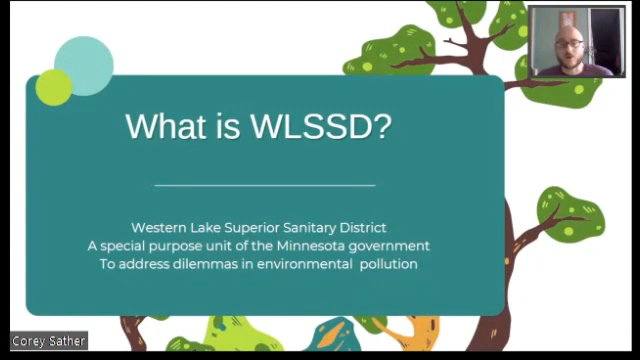 What is WLSSD?
Western Lake Superior Sanitary District
A special purpose unit of the Minnesota government
To address dilemmas in environmental pollution
Corey Sather